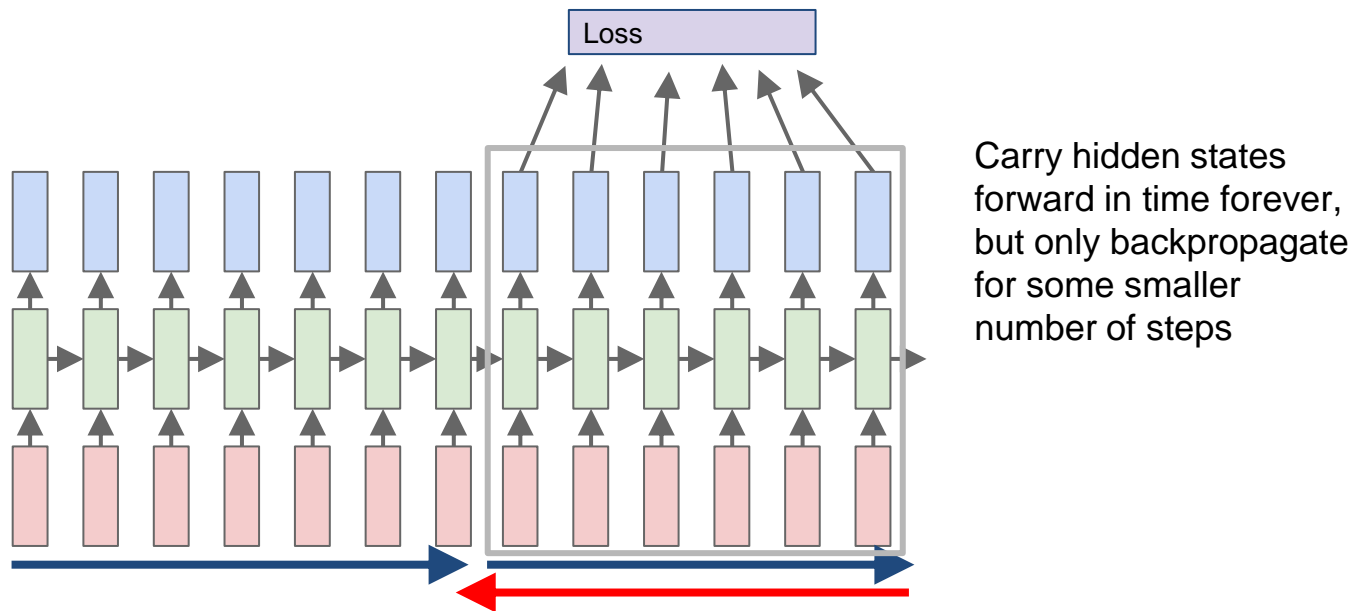 Loss
Carry hidden states
forward in time forever,
but only backpropagate
for some smaller
number of steps